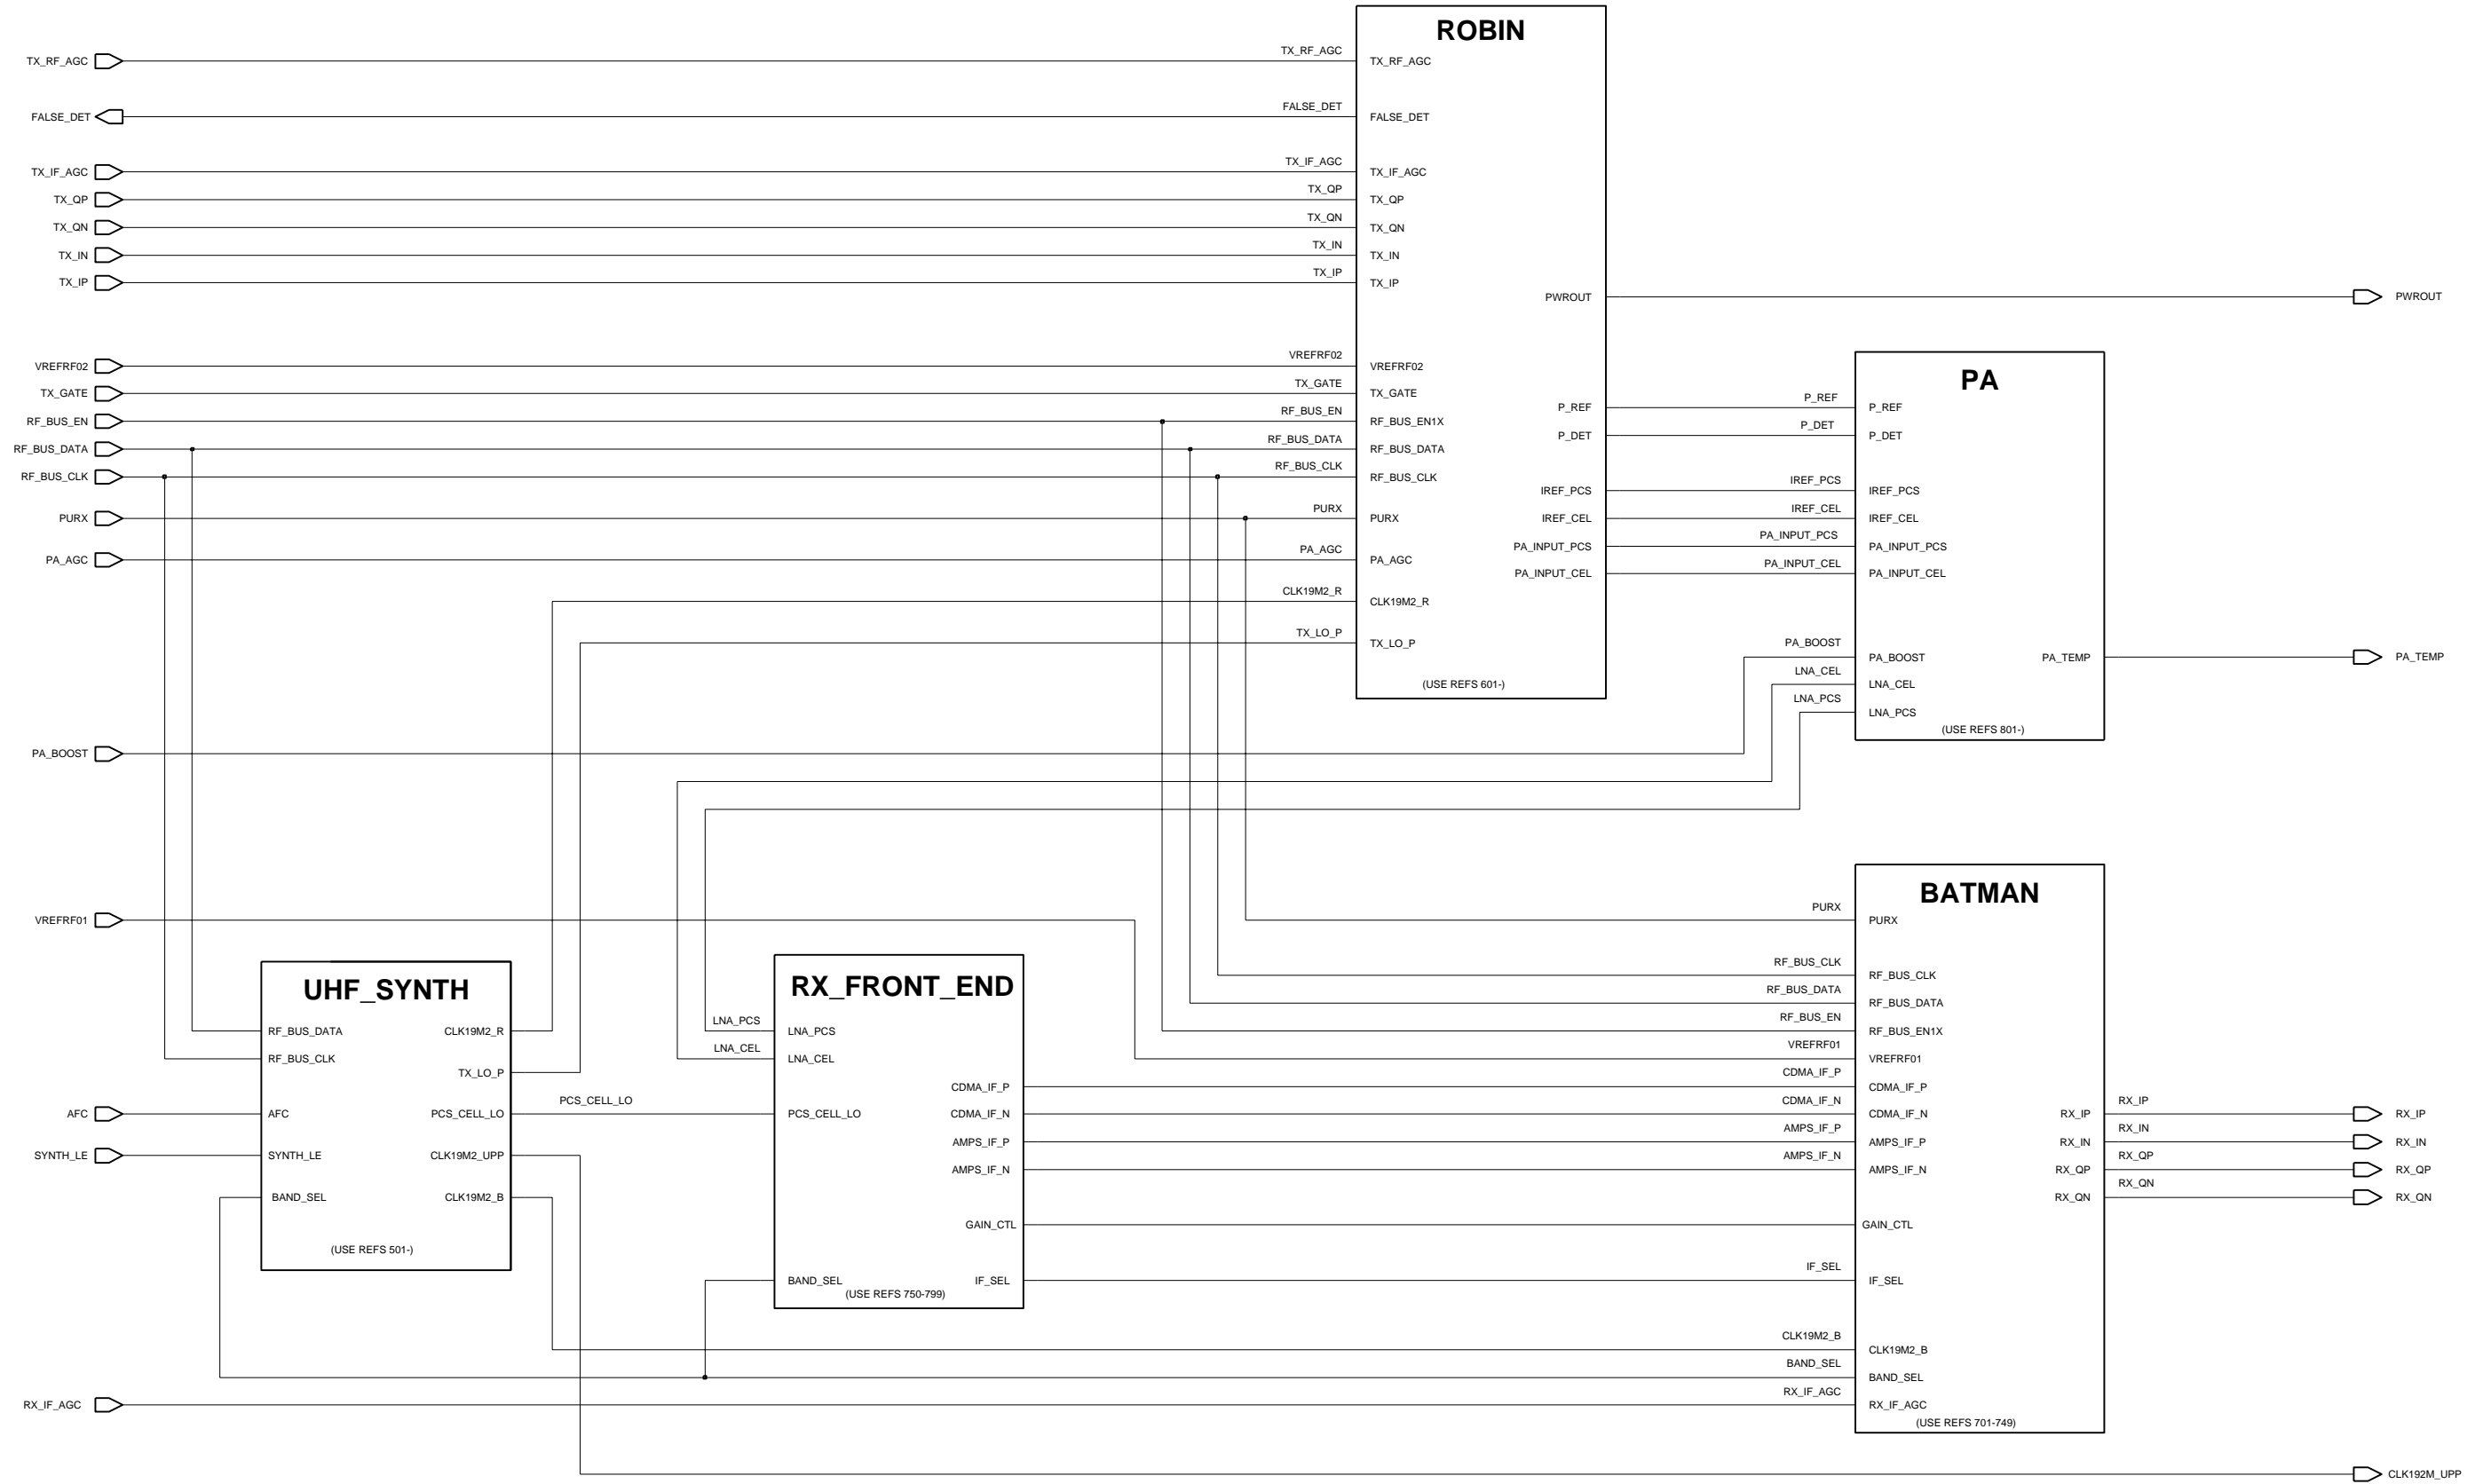 ROBIN
TX_RF_AGC
TX_RF_AGC
TX_RF_AGC
FALSE_DET
FALSE_DET
FALSE_DET
TX_IF_AGC
TX_IF_AGC
TX_IF_AGC
TX_QP
TX_QP
TX_QP
TX_QN
TX_QN
TX_QN
TX_IN
TX_IN
TX_IN
TX_IP
TX_IP
TX_IP
PWROUT
PWROUT
VREFRF02
VREFRF02
VREFRF02
TX_GATE
TX_GATE
TX_GATE
RF_BUS_EN
RF_BUS_EN
RF_BUS_EN1X
RF_BUS_DATA
RF_BUS_DATA
RF_BUS_DATA
RF_BUS_CLK
RF_BUS_CLK
RF_BUS_CLK
PURX
PURX
PURX
PA_AGC
PA_AGC
PA_AGC
CLK19M2_R
CLK19M2_R
TX_LO_P
TX_LO_P
P_REF
P_DET
IREF_PCS
IREF_CEL
PA_INPUT_PCS
PA_INPUT_CEL
(USE REFS 601-)
PA
P_REF
P_REF
P_DET
P_DET
IREF_PCS
IREF_PCS
IREF_CEL
IREF_CEL
PA_INPUT_PCS
PA_INPUT_PCS
PA_INPUT_CEL
PA_INPUT_CEL
PA_BOOST
PA_BOOST
LNA_CEL
LNA_CEL
LNA_PCS
LNA_PCS
PA_TEMP
PA_TEMP
(USE REFS 801-)
PA_BOOST
VREFRF01
UHF_SYNTH
RF_BUS_DATA
RF_BUS_CLK
AFC
AFC
SYNTH_LE
SYNTH_LE
BAND_SEL
CLK19M2_R
TX_LO_P
PCS_CELL_LO
CLK19M2_UPP
CLK19M2_B
(USE REFS 501-)
PCS_CELL_LO
RX_FRONT_END
LNA_PCS
LNA_PCS
LNA_CEL
LNA_CEL
PCS_CELL_LO
CDMA_IF_P
CDMA_IF_N
AMPS_IF_P
AMPS_IF_N
GAIN_CTL
BAND_SEL
IF_SEL
(USE REFS 750-799)
BATMAN
PURX
PURX
RF_BUS_CLK
RF_BUS_CLK
RF_BUS_DATA
RF_BUS_DATA
RF_BUS_EN
RF_BUS_EN1X
VREFRF01
VREFRF01
CDMA_IF_P
CDMA_IF_P
CDMA_IF_N
CDMA_IF_N
AMPS_IF_P
AMPS_IF_P
AMPS_IF_N
AMPS_IF_N
GAIN_CTL
IF_SEL
IF_SEL
CLK19M2_B
CLK19M2_B
BAND_SEL
BAND_SEL
RX_IF_AGC
RX_IF_AGC
RX_IP
RX_IP
RX_IP
RX_IN
RX_IN
RX_IN
RX_QP
RX_QP
RX_QP
RX_QN
RX_QN
RX_QN
(USE REFS 701-749)
RX_IF_AGC
CLK192M_UPP